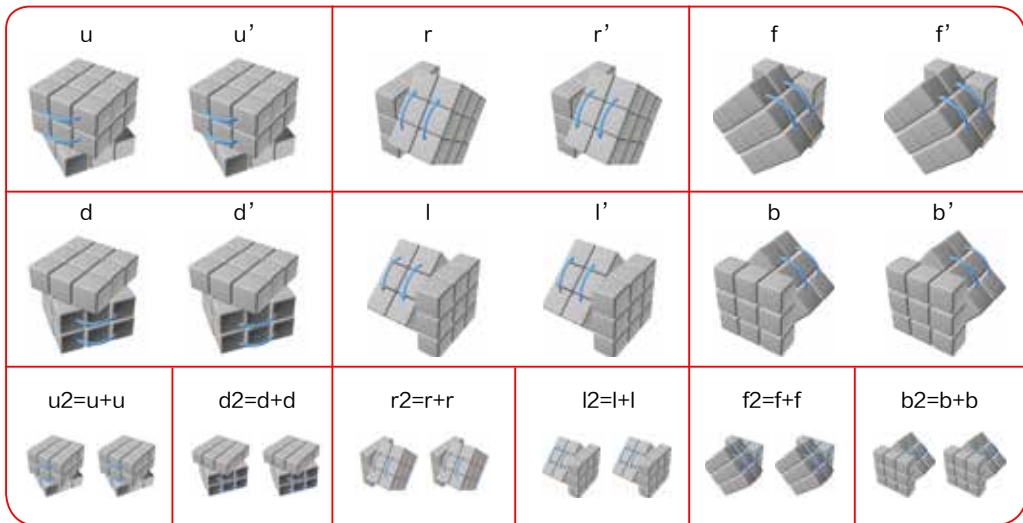 u u’ r r’ f f’
d d’ l l’ b b’
u2=u+u d2=d+d r2=r+r l2=l+l f2=f+f b2=b+b